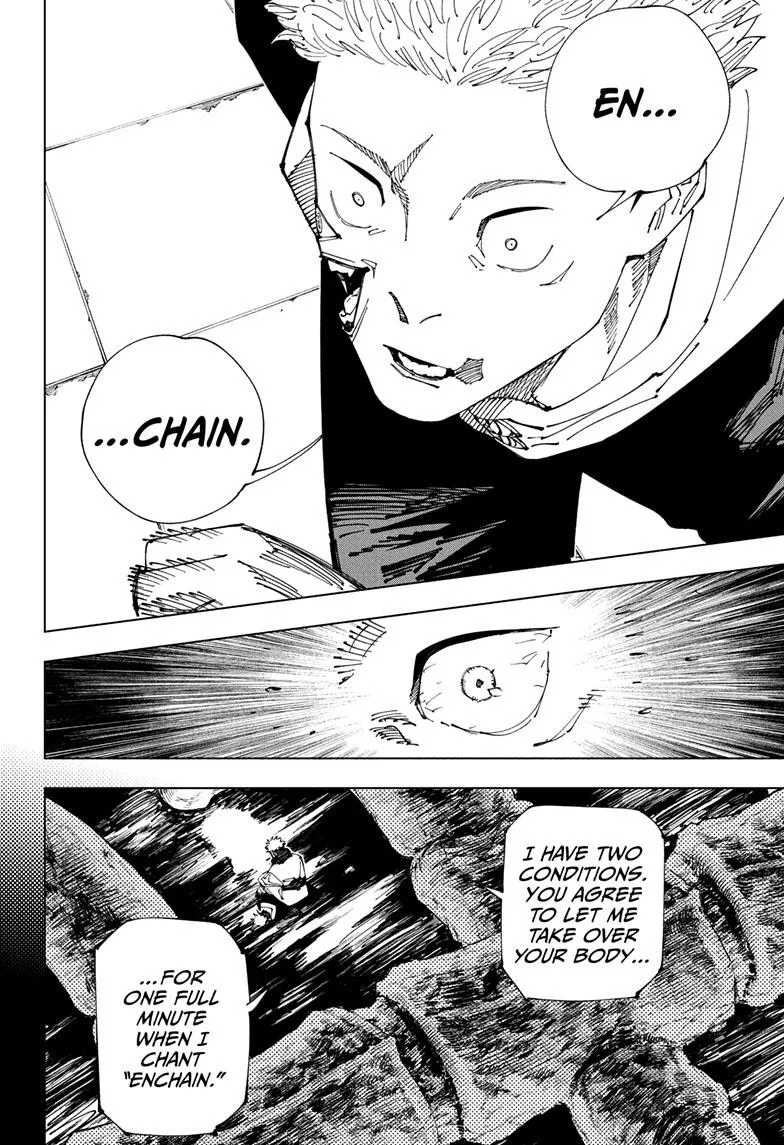 EN...
...CHAIN.
I HAVE TWO
CONDITIONS.
YOU AGREE
TO LET ME
TAKE OVER
YOUR BODY...
...FOR
ONE FULL
MINUTE
WHEN I
CHANT
"ENCHAIN."